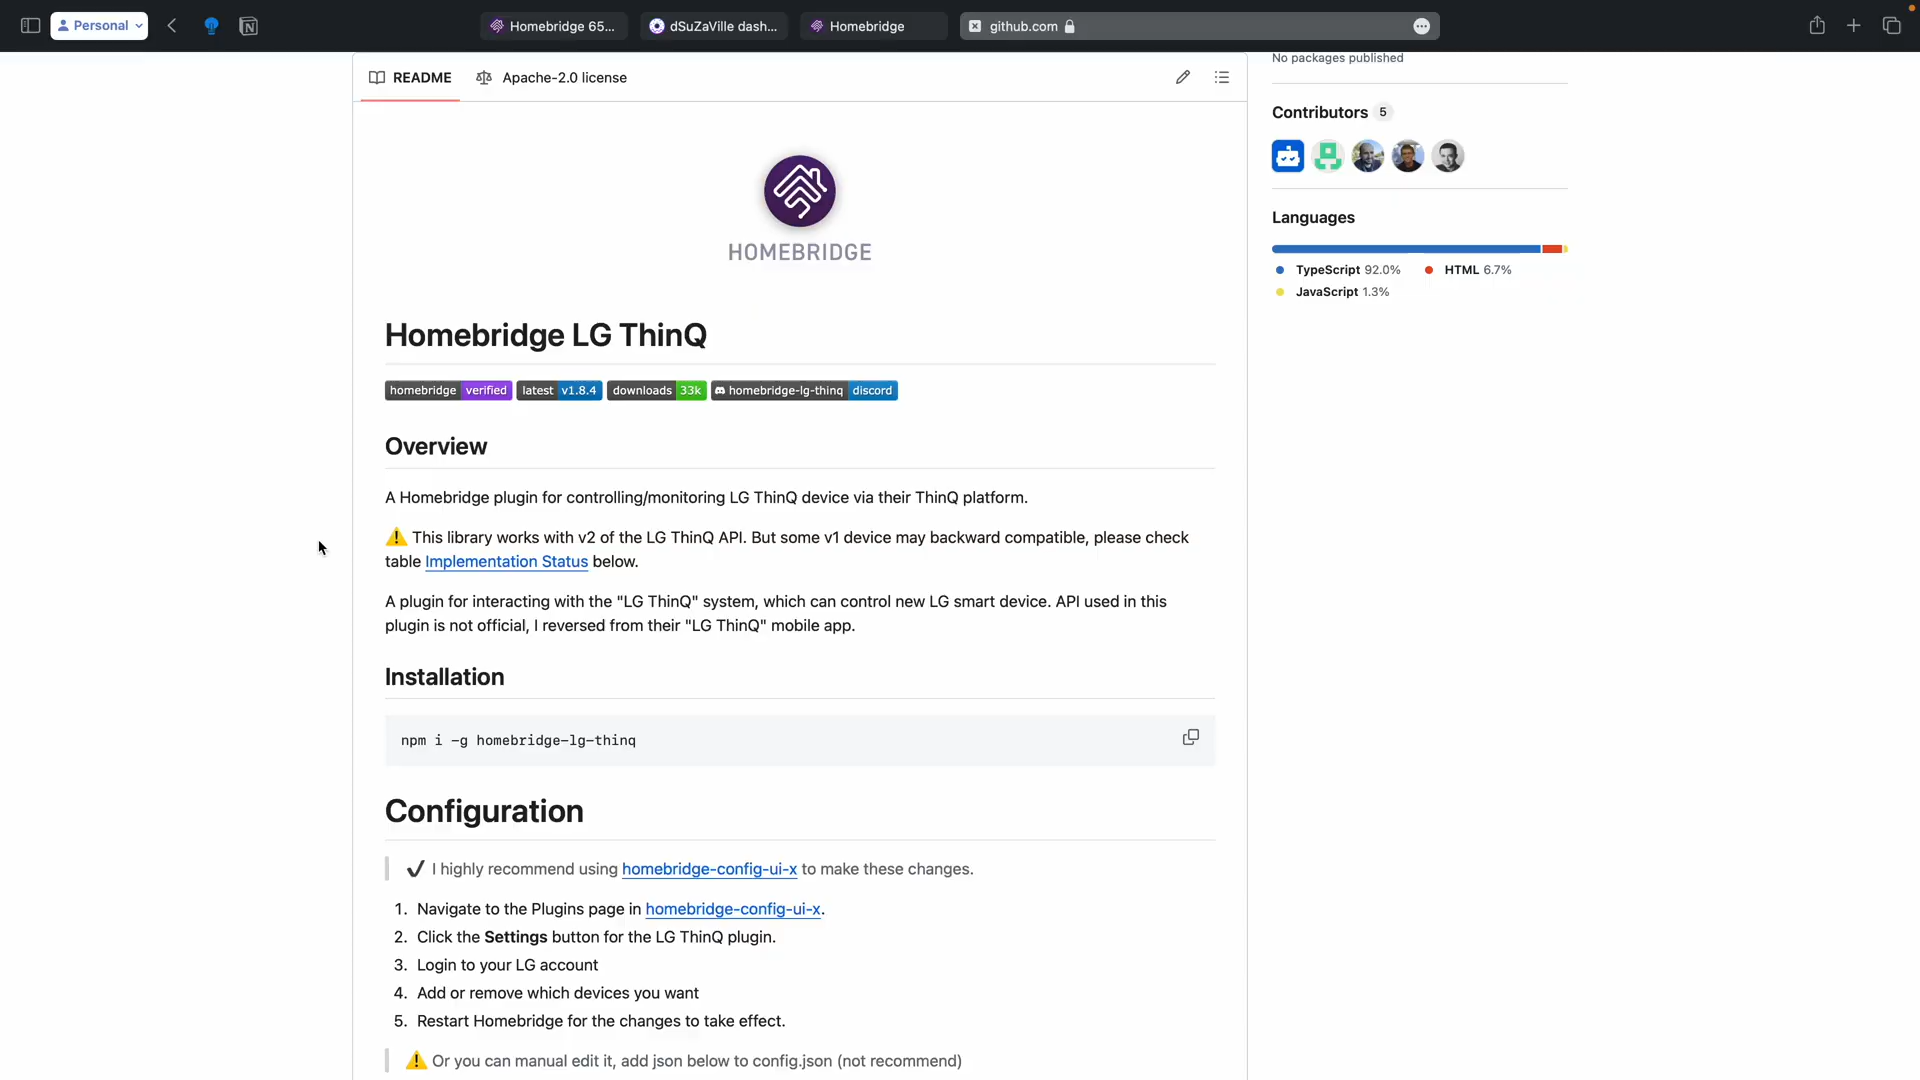 Personal
Homebridge 65...
dSuZaVille dash...
Homebridge
github.com
README
Apache-2.0 license
No packages published
Contributors 5
Languages
TypeScript 92.0%
HTML 6.7%
JavaScript 1.3%
HOMEBRIDGE
Homebridge LG ThinQ
homebridge verified latest v1.8.4 downloads 33k homebridge-lg-thinq discord
Overview
A Homebridge plugin for controlling/monitoring LG ThinQ device via their ThinQ platform.
⚠️ This library works with v2 of the LG ThinQ API. But some v1 device may backward compatible, please check
table Implementation Status below.
A plugin for interacting with the "LG ThinQ" system, which can control new LG smart device. API used in this
plugin is not official, I reversed from their "LG ThinQ" mobile app.
Installation
npm i -g homebridge-lg-thinq
Configuration
✔️ I highly recommend using homebridge-config-ui-x to make these changes.
1. Navigate to the Plugins page in homebridge-config-ui-x.
2. Click the Settings button for the LG ThinQ plugin.
3. Login to your LG account
4. Add or remove which devices you want
5. Restart Homebridge for the changes to take effect.
⚠️ Or you can manual edit it, add json below to config.json (not recommend)